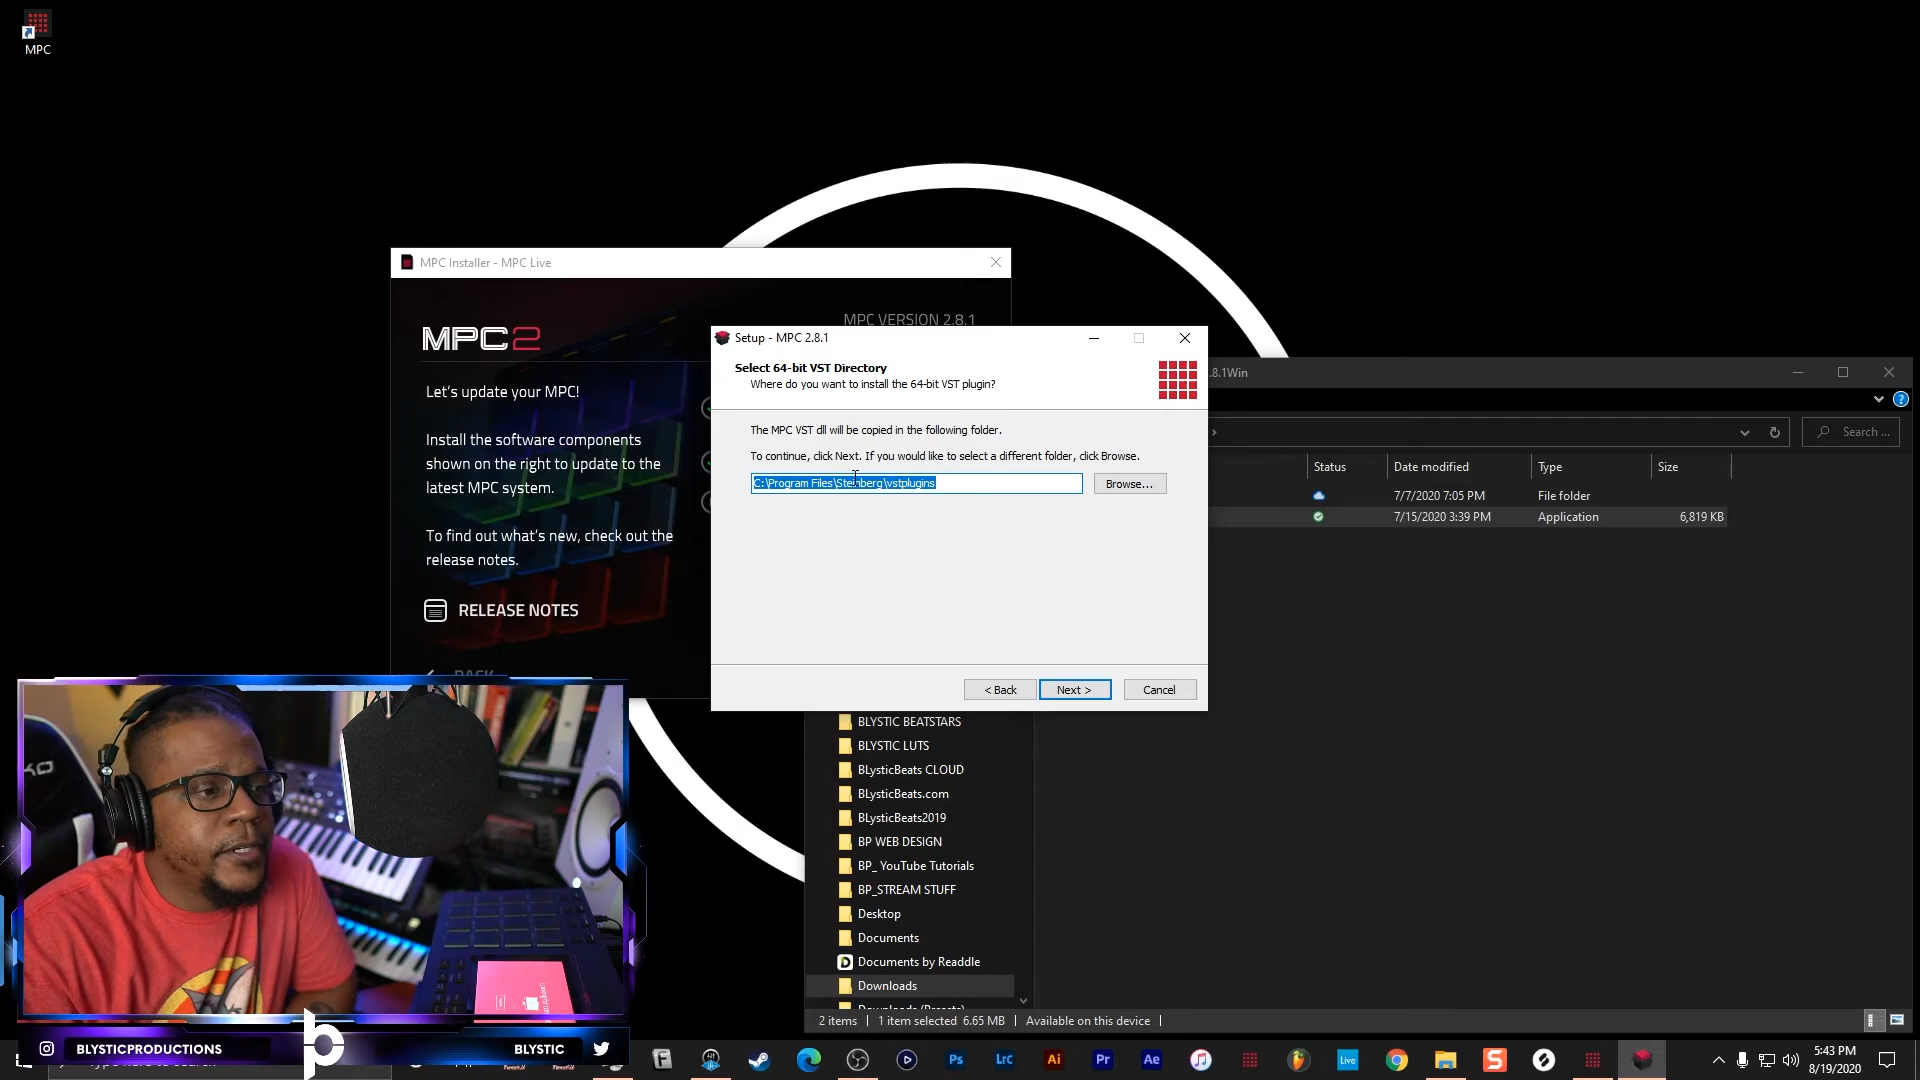 MPC
MPC Installer - MPC Live
MPC2
MPC VERSION 2.8.1
Let's update your MPC!
Install the software components
shown on the right to update to the
latest MPC system.
To find out what's new, check out the
release notes.
RELEASE NOTES
BACK
Setup - MPC 2.8.1
Select 64-bit VST Directory
Where do you want to install the 64-bit VST plugin?
The MPC VST dll will be copied in the following folder.
To continue, click Next. If you would like to select a different folder, click Browse.
C:\Program Files\Steinberg\vstplugins
Browse...
< Back
Next >
Cancel
.8.1Win
Search ...
Status
Date modified
Type
Size
7/7/2020 7:05 PM
File folder
7/15/2020 3:39 PM
Application
6,819 KB
BLYSTIC BEATSTARS
BLYSTIC LUTS
BLysticBeats CLOUD
BLysticBeats.com
BLysticBeats2019
BP WEB DESIGN
BP_ YouTube Tutorials
BP_STREAM STUFF
Desktop
Documents
Documents by Readdle
Downloads
2 items
1 item selected 6.65 MB
Available on this device
BLYSTICPRODUCTIONS
BLYSTIC
Type here to search
Ps
Lrc
Ai
Pr
Ae
Live
5:43 PM
8/19/2020